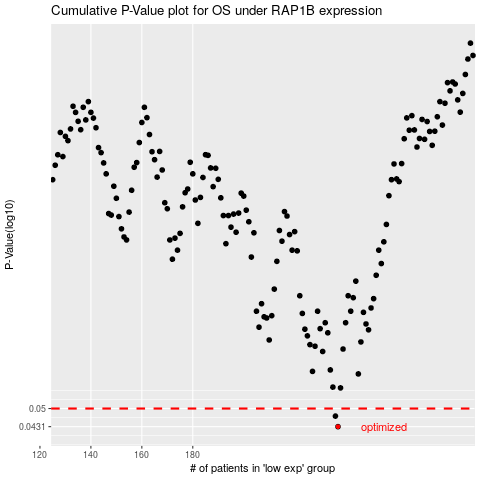 Cumulative P-Value plot for OS under RAP1B expression
P-Value(log10)
0.05
0.0431
optimized
120 140 160 180
# of patients in 'low exp' group